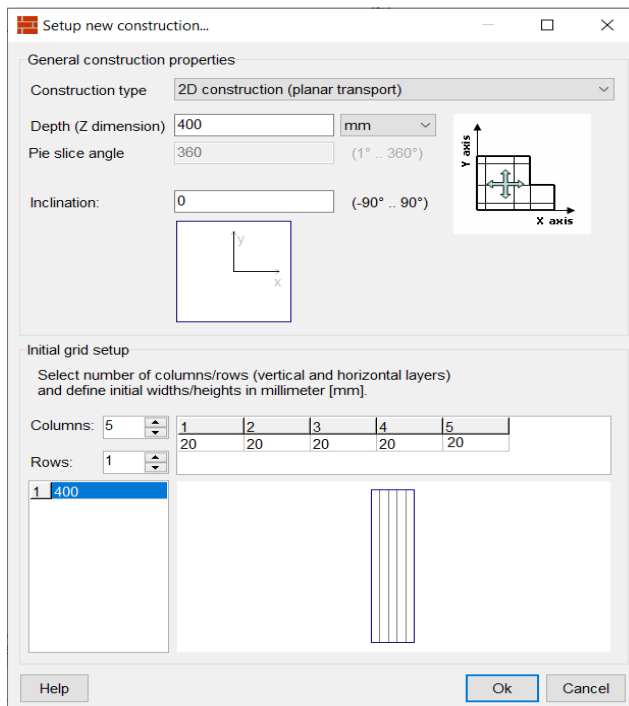 Setup new construction...
General construction properties
Construction type 2D construction (planar transport)
Depth (Z dimension) 400 mm
Pie slice angle 360 (1° .. 360°)
Inclination: 0 (-90° .. 90°)
y
x
Y axis
X axis
Initial grid setup
Select number of columns/rows (vertical and horizontal layers)
and define initial widths/heights in millimeter [mm].
Columns: 5 1 2 3 4 5
20 20 20 20 20
Rows: 1
1 400
Help Ok Cancel